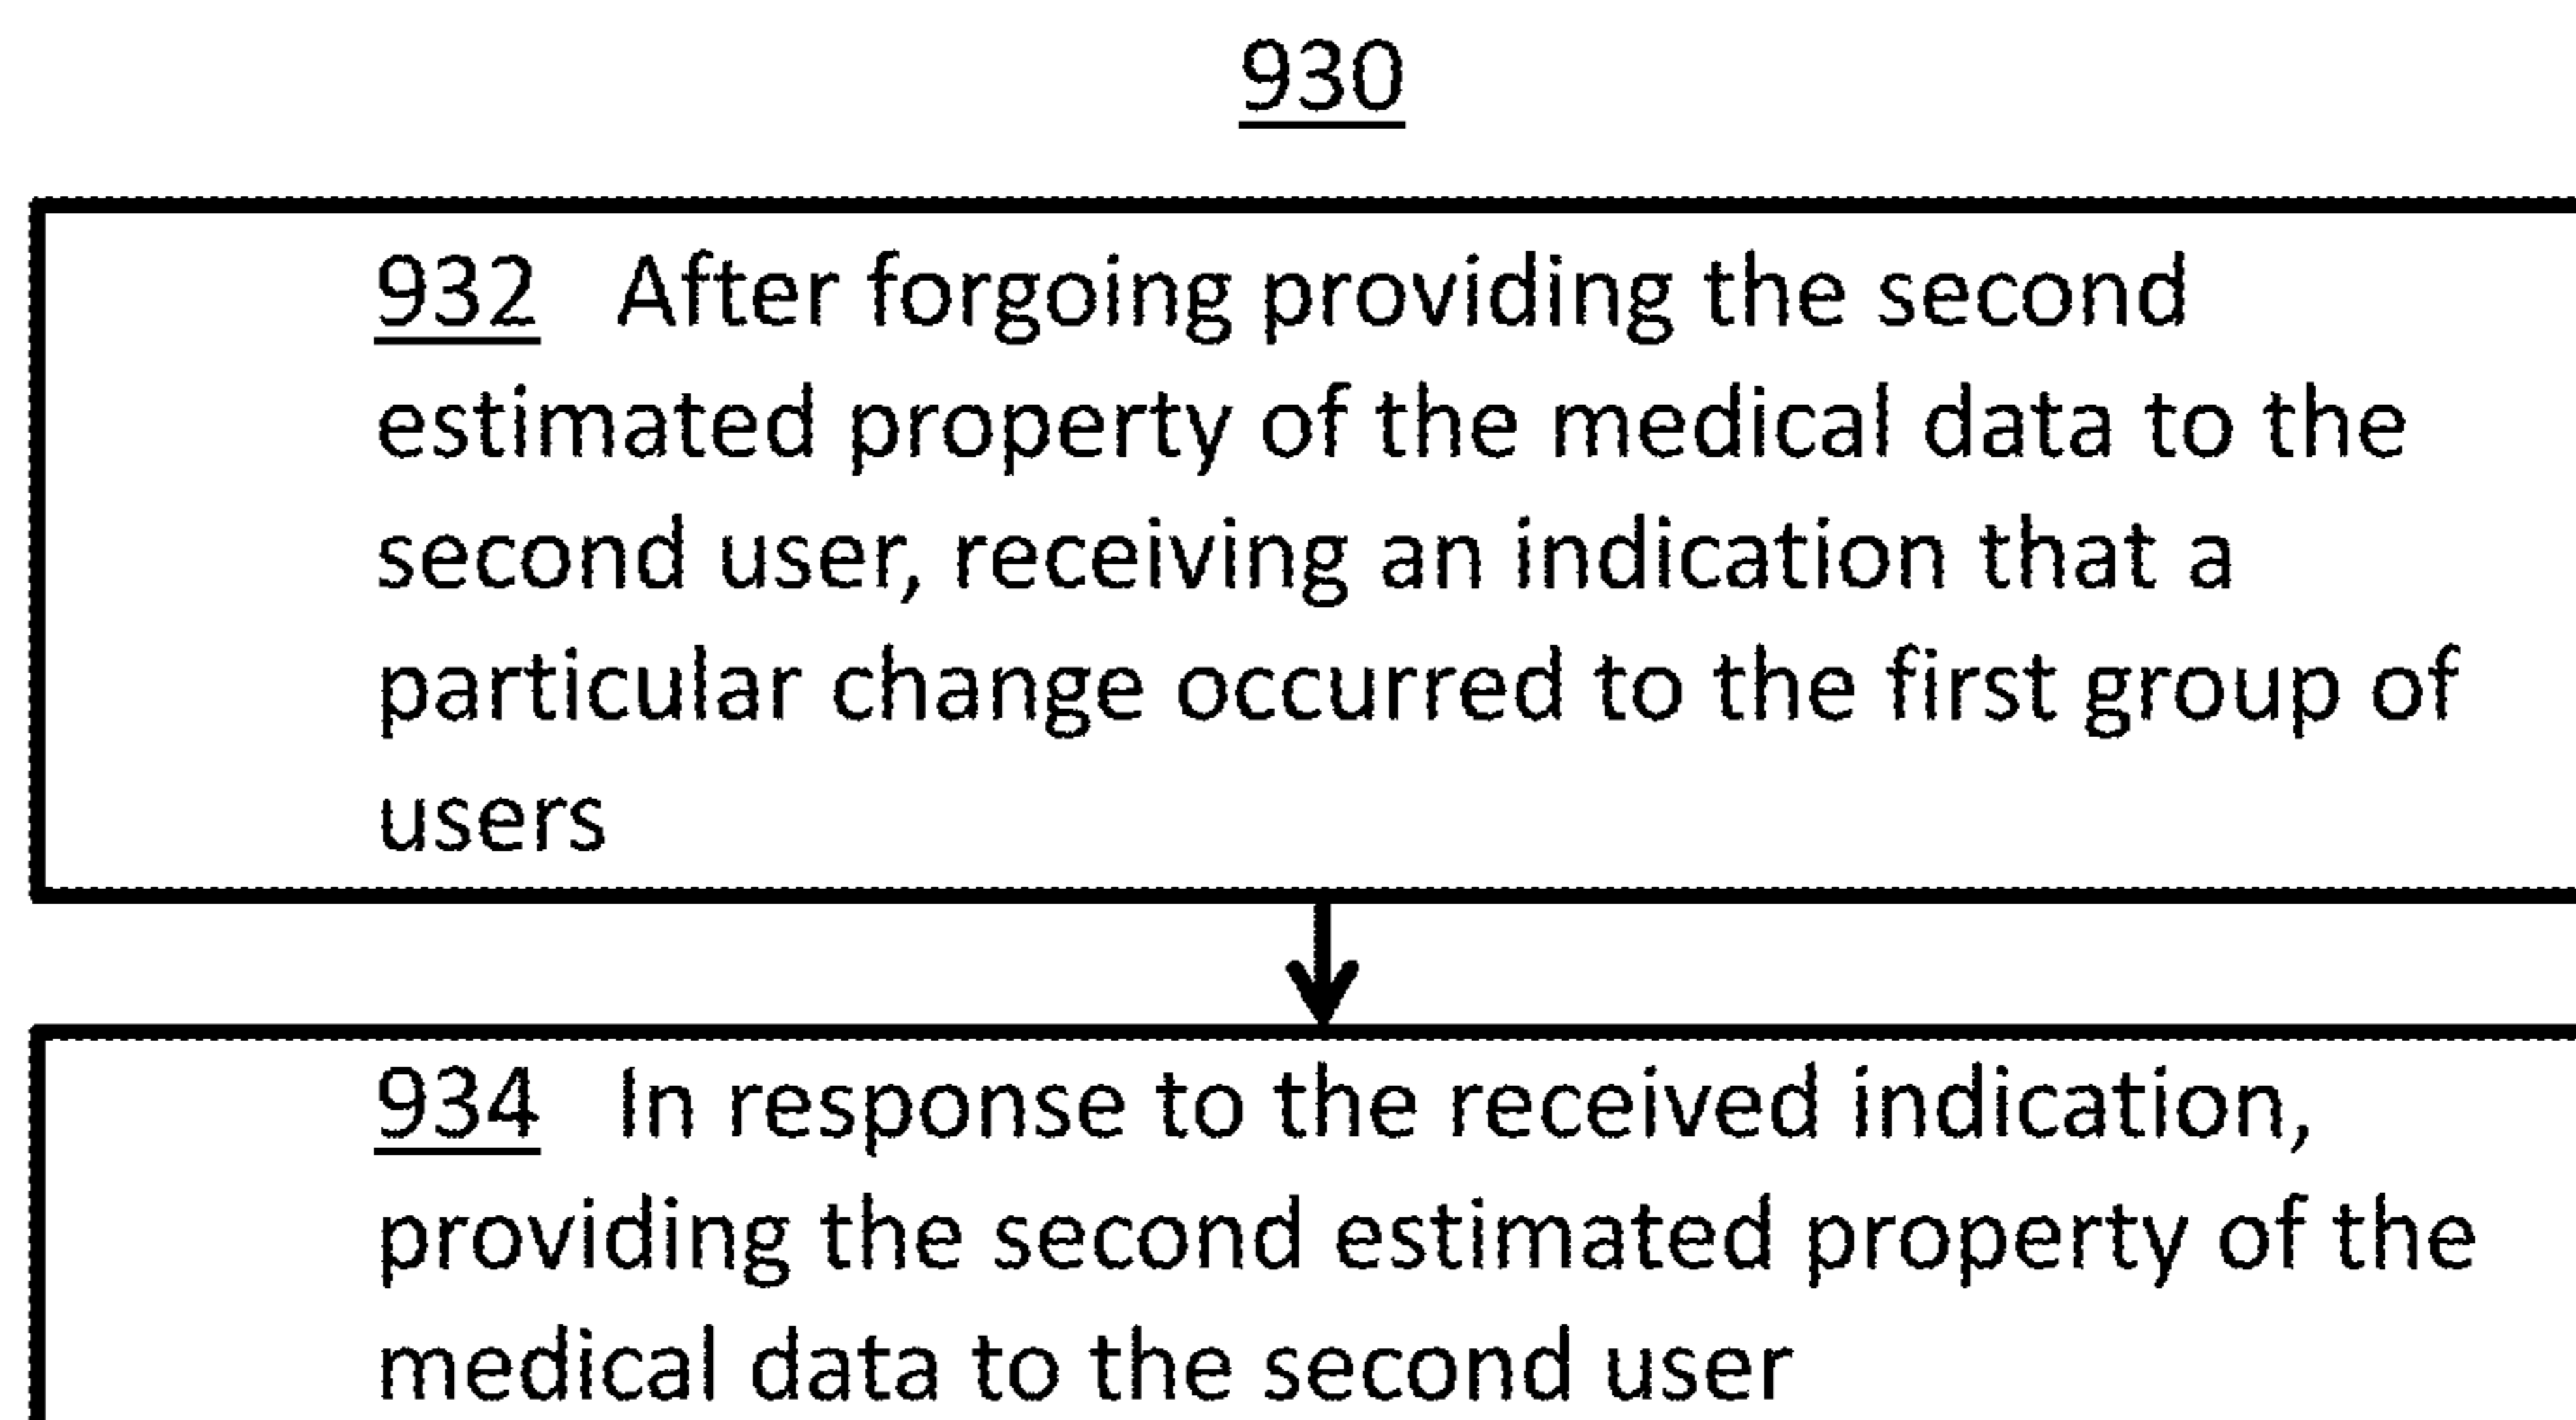 930
932 After forgoing providing the second
estimated property of the medical data to the
second user, receiving an indication that a
particular change occurred to the first group of
users
934 In response to the received indication,
providing the second estimated property of the
medical data to the second user